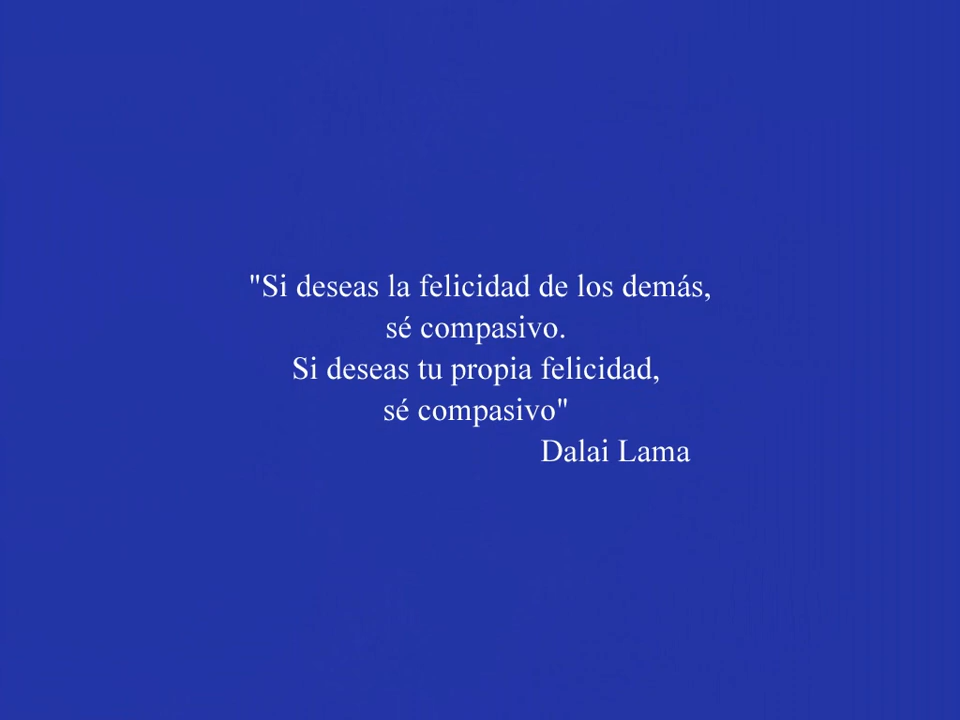 "Si deseas la felicidad de los demás,
sé compasivo.
Si deseas tu propia felicidad,
sé compasivo"
Dalai Lama